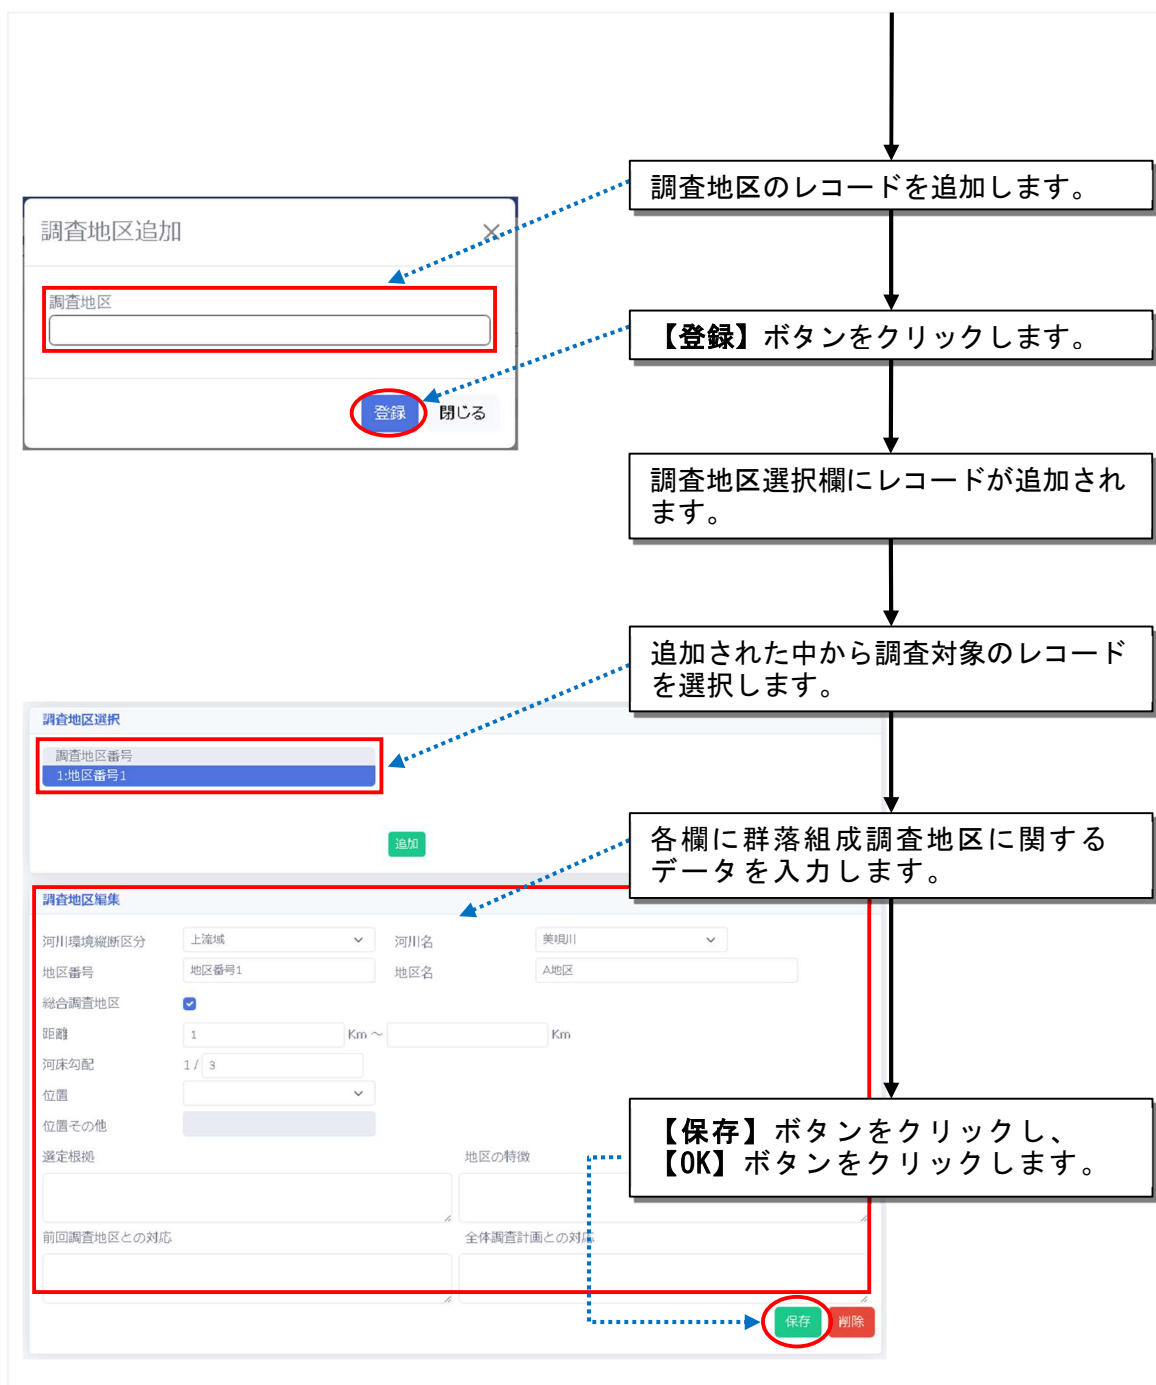 調査地区のレコードを追加します。
調査地区追加
調査地区
登録
閉じる
【登録】ボタンをクリックします。
調査地区選択欄にレコードが追加され
ます。
追加された中から調査対象のレコード
を選択します。
調査地区選択
調査地区番号
1:地区番号1
追加
各欄に群落組成調査地区に関する
データを入力します。
調査地区編集
河川環境縦断区分 上流域 河川名 美唄川
地区番号 地区番号1 地区名 A地区
総合調査地区
距離 1 Km ～ Km
河床勾配 1 / 3
位置
位置その他
選定根拠 地区の特徴
前回調査地区との対応 全体調査計画との対応
【保存】ボタンをクリックし、
【OK】ボタンをクリックします。
保存 削除